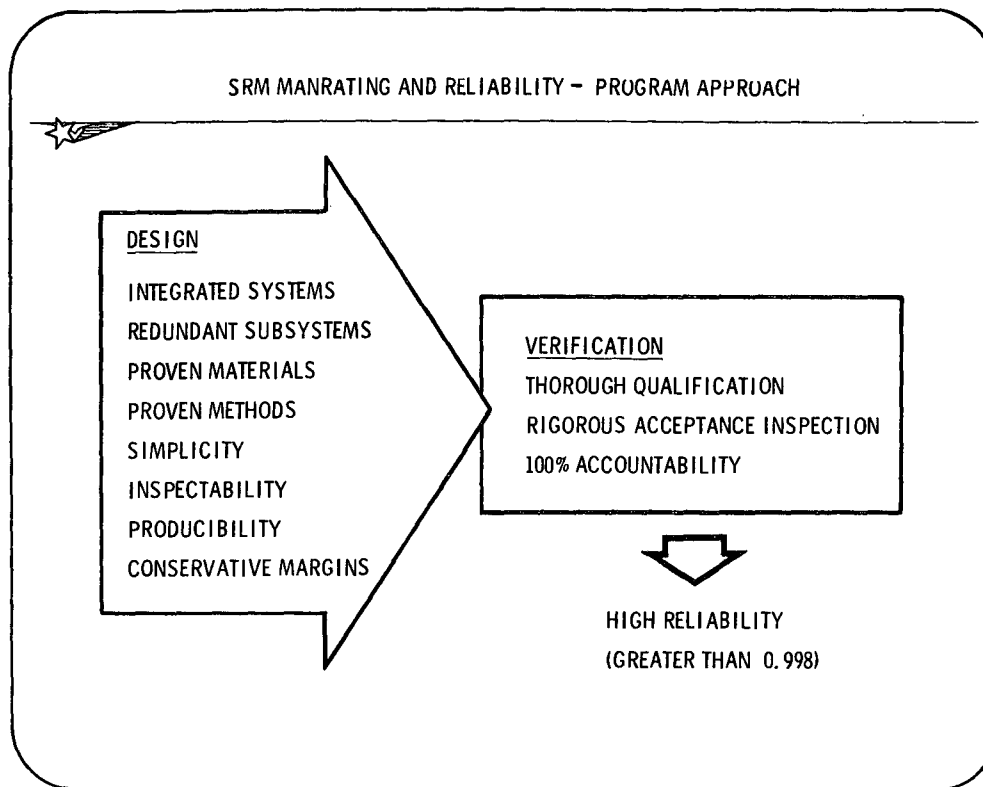 SRM MANRATING AND RELIABILITY - PROGRAM APPROACH
DESIGN
INTEGRATED SYSTEMS
REDUNDANT SUBSYSTEMS
PROVEN MATERIALS
PROVEN METHODS
SIMPLICITY
INSPECTABILITY
PRODUCIBILITY
CONSERVATIVE MARGINS
VERIFICATION
THOROUGH QUALIFICATION
RIGOROUS ACCEPTANCE INSPECTION
100% ACCOUNTABILITY
HIGH RELIABILITY
(GREATER THAN 0.998)